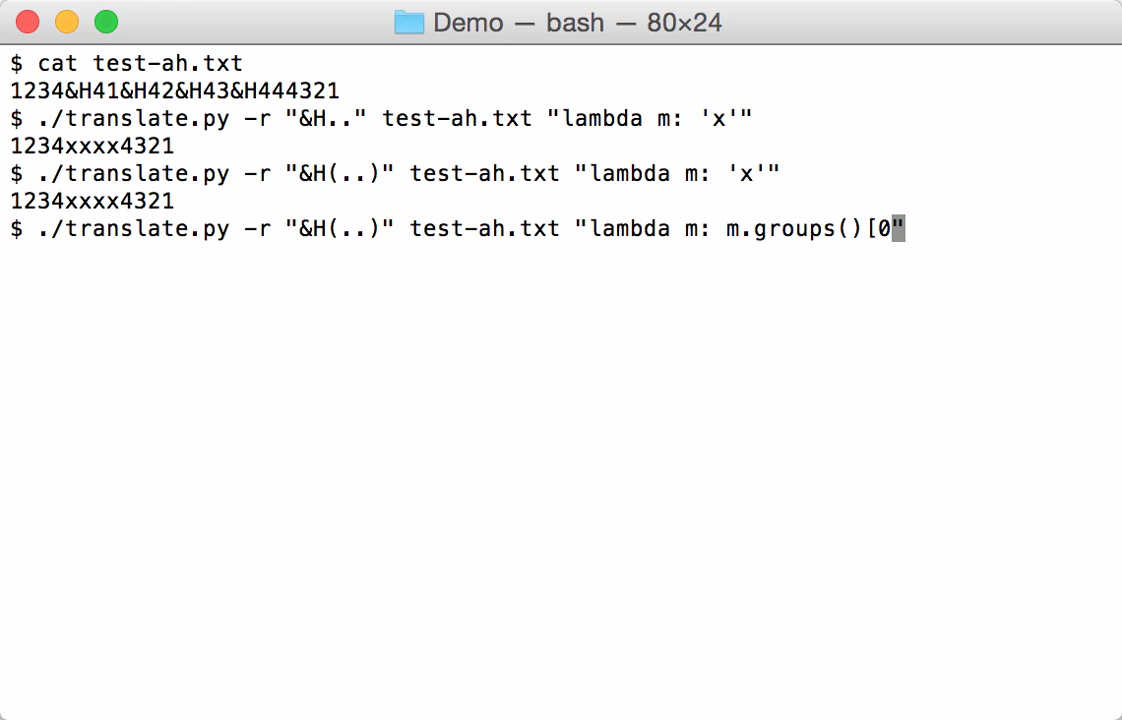 Demo — bash — 80×24
$ cat test-ah.txt
1234&H41&H42&H43&H444321
$ ./translate.py -r "&H.." test-ah.txt "lambda m: 'x'"
1234xxxx4321
$ ./translate.py -r "&H(..)" test-ah.txt "lambda m: 'x'"
1234xxxx4321
$ ./translate.py -r "&H(..)" test-ah.txt "lambda m: m.groups()[0"